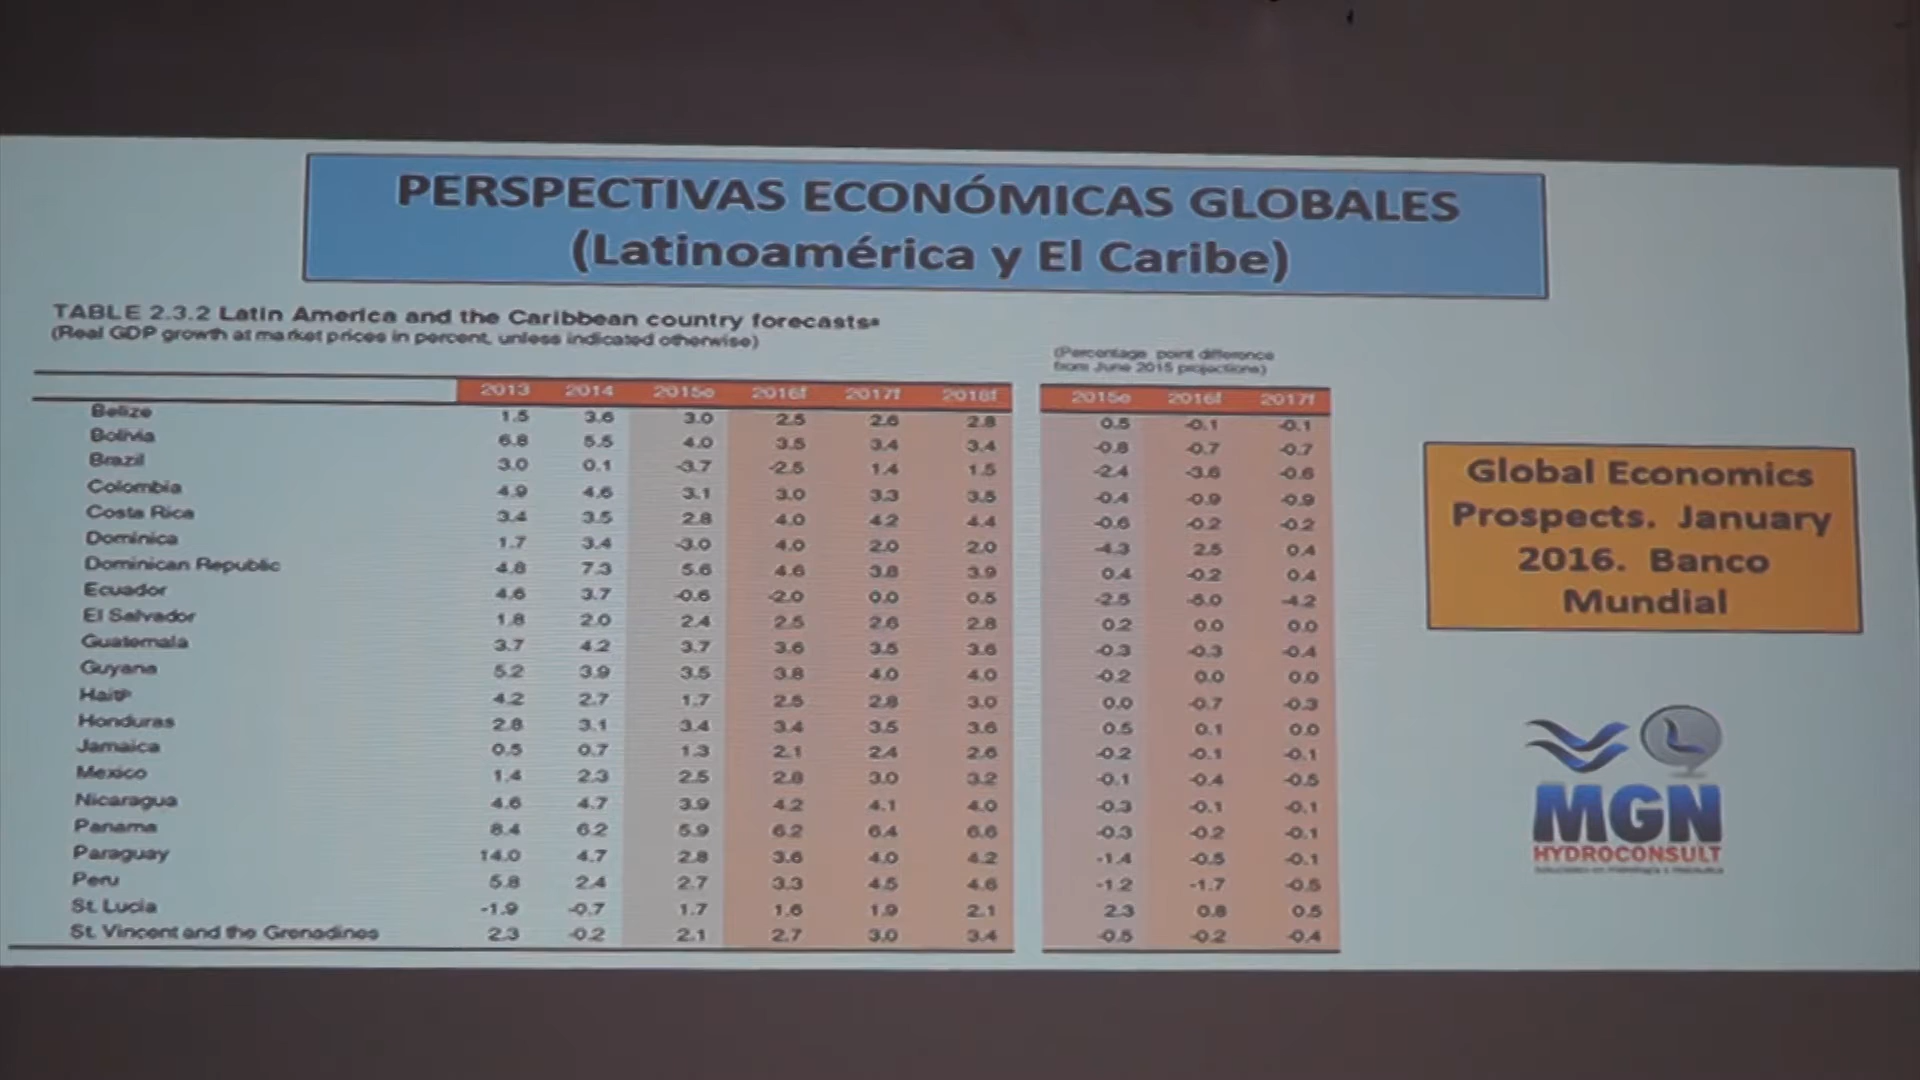 PERSPECTIVAS ECONÓMICAS GLOBALES
(Latinoamérica y El Caribe)
TABLE 2.3.2 Latin America and the Caribbean country forecastsᵃ
(Real GDP growth at market prices in percent, unless indicated otherwise)
(Percentage point difference
from June 2015 projections)
2013 2014 2015e 2016f 2017f 2018f 2015e 2016f 2017f
Belize 1.5 3.6 3.0 2.5 2.6 2.8 0.5 -0.1 -0.1
Bolivia 6.8 5.5 4.0 3.5 3.4 3.4 -0.8 -0.7 -0.7
Brazil 3.0 0.1 -3.7 -2.5 1.4 1.5 -2.4 -3.6 -0.6
Colombia 4.9 4.6 3.1 3.0 3.3 3.5 -0.4 -0.9 -0.9
Costa Rica 3.4 3.5 2.8 4.0 4.2 4.4 -0.6 -0.2 -0.2
Dominica 1.7 3.4 -3.0 4.0 2.0 2.0 -4.3 2.5 0.4
Dominican Republic 4.8 7.3 5.6 4.6 3.8 3.9 0.4 -0.2 0.4
Ecuador 4.6 3.7 -0.6 -2.0 0.0 0.5 -2.5 -5.0 -4.2
El Salvador 1.8 2.0 2.4 2.5 2.6 2.8 0.2 0.0 0.0
Guatemala 3.7 4.2 3.7 3.6 3.5 3.6 -0.3 -0.3 -0.4
Guyana 5.2 3.9 3.5 3.8 4.0 4.0 -0.2 0.0 0.0
Haitiᵇ 4.2 2.7 1.7 2.5 2.8 3.0 0.0 -0.7 -0.3
Honduras 2.8 3.1 3.4 3.4 3.5 3.6 0.5 0.1 0.0
Jamaica 0.5 0.7 1.3 2.1 2.4 2.6 -0.2 -0.1 -0.1
Mexico 1.4 2.3 2.5 2.8 3.0 3.2 -0.1 -0.4 -0.5
Nicaragua 4.6 4.7 3.9 4.2 4.1 4.0 -0.3 -0.1 -0.1
Panama 8.4 6.2 5.9 6.2 6.4 6.6 -0.3 -0.2 -0.1
Paraguay 14.0 4.7 2.8 3.6 4.0 4.2 -1.4 -0.5 -0.1
Peru 5.8 2.4 2.7 3.3 4.5 4.6 -1.2 -1.7 -0.5
St. Lucia -1.9 -0.7 1.7 1.6 1.9 2.1 2.3 0.8 0.5
St. Vincent and the Grenadines 2.3 -0.2 2.1 2.7 3.0 3.4 -0.5 -0.2 -0.4
Global Economics
Prospects. January
2016. Banco
Mundial
MGN
HYDROCONSULT